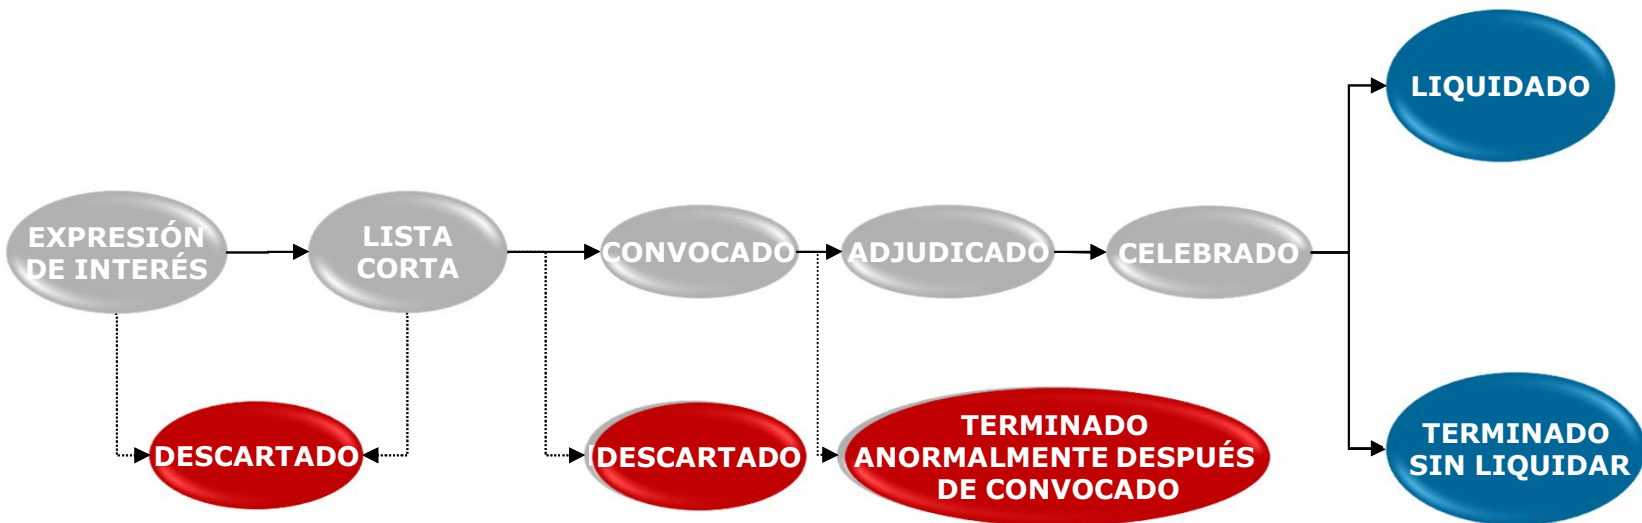 LIQUIDADO
EXPRESIÓN
DE INTERÉS
LISTA
CORTA
CONVOCADO
ADJUDICADO
CELEBRADO
DESCARTADO
DESCARTADO
TERMINADO
ANORMALMENTE DESPUÉS
DE CONVOCADO
TERMINADO
SIN LIQUIDAR